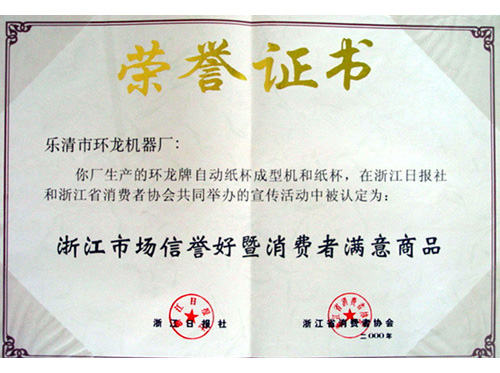 荣誉证书
乐清市环龙机器厂:
你厂生产的环龙牌自动纸杯成型机和纸杯，在浙江日报社
和浙江省消费者协会共同举办的宣传活动中被认定为:
浙江市场信誉好暨消费者满意商品
浙江日报社
浙江省消费者协会
二000年